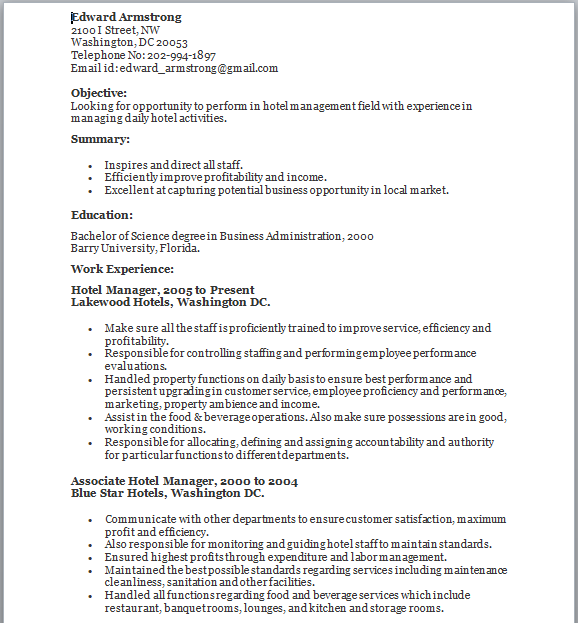 Edward Armstrong
2100 I Street, NW
Washington, DC 20053
Telephone No: 202-994-1897
Email id: edward_armstrong@gmail.com
Objective:
Looking for opportunity to perform in hotel management field with experience in
managing daily hotel activities.
Summary:
• Inspires and direct all staff.
• Efficiently improve profitability and income.
• Excellent at capturing potential business opportunity in local market.
Education:
Bachelor of Science degree in Business Administration, 2000
Barry University, Florida.
Work Experience:
Hotel Manager, 2005 to Present
Lakewood Hotels, Washington DC.
• Make sure all the staff is proficiently trained to improve service, efficiency and
profitability.
• Responsible for controlling staffing and performing employee performance
evaluations.
• Handled property functions on daily basis to ensure best performance and
persistent upgrading in customer service, employee proficiency and performance,
marketing, property ambience and income.
• Assist in the food & beverage operations. Also make sure possessions are in good,
working conditions.
• Responsible for allocating, defining and assigning accountability and authority
for particular functions to different departments.
Associate Hotel Manager, 2000 to 2004
Blue Star Hotels, Washington DC.
• Communicate with other departments to ensure customer satisfaction, maximum
profit and efficiency.
• Also responsible for monitoring and guiding hotel staff to maintain standards.
• Ensured highest profits through expenditure and labor management.
• Maintained the best possible standards regarding services including maintenance
cleanliness, sanitation and other facilities.
• Handled all functions regarding food and beverage services which include
restaurant, banquet rooms, lounges, and kitchen and storage rooms.